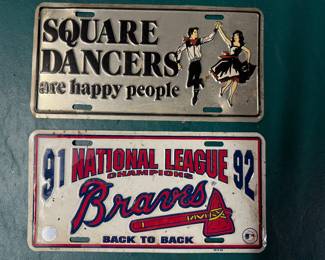 SQUARE
DANCERS
are happy people
91 NATIONAL LEAGUE 92
CHAMPIONS
Braves
BACK TO BACK